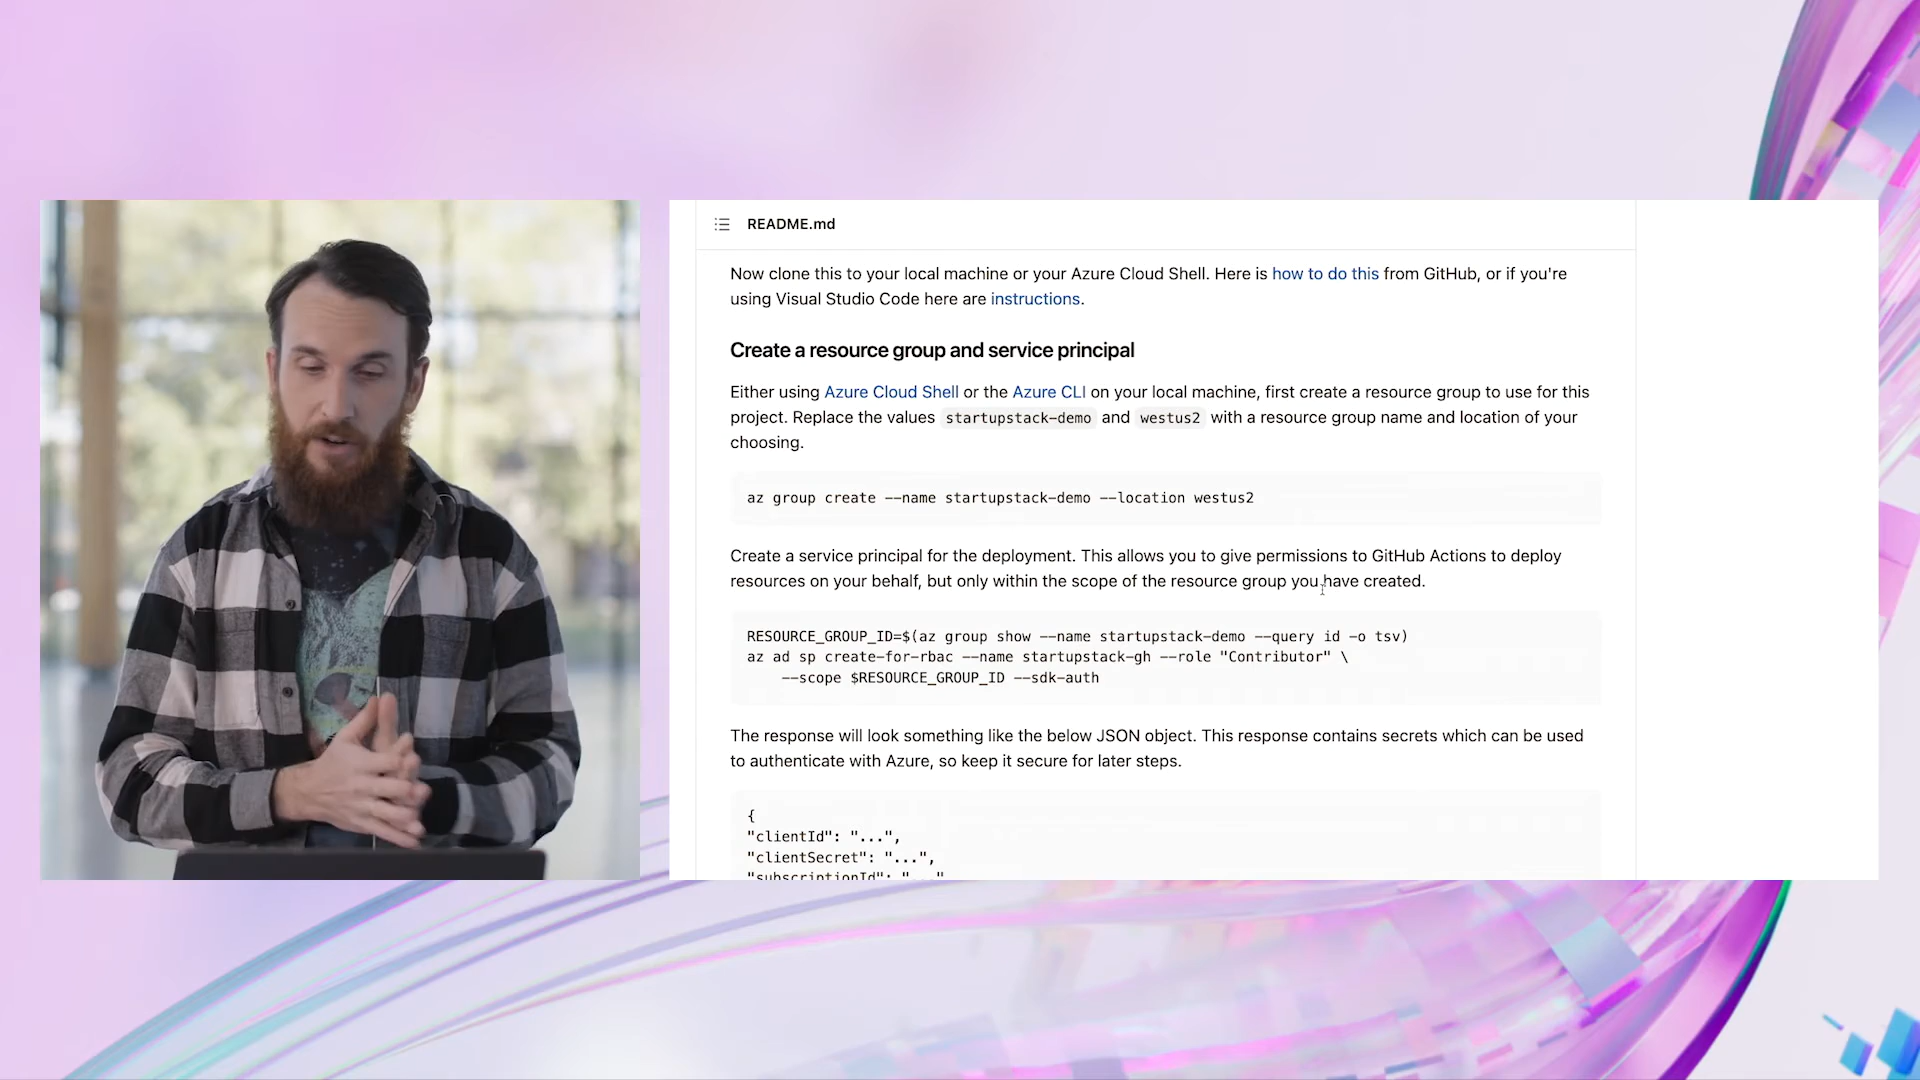 README.md
Now clone this to your local machine or your Azure Cloud Shell. Here is how to do this from GitHub, or if you're
using Visual Studio Code here are instructions.
Create a resource group and service principal
Either using Azure Cloud Shell or the Azure CLI on your local machine, first create a resource group to use for this
project. Replace the values startupstack-demo and westus2 with a resource group name and location of your
choosing.
az group create --name startupstack-demo --location westus2
Create a service principal for the deployment. This allows you to give permissions to GitHub Actions to deploy
resources on your behalf, but only within the scope of the resource group you have created.
RESOURCE_GROUP_ID=$(az group show --name startupstack-demo --query id -o tsv)
az ad sp create-for-rbac --name startupstack-gh --role "Contributor" \
--scope $RESOURCE_GROUP_ID --sdk-auth
The response will look something like the below JSON object. This response contains secrets which can be used
to authenticate with Azure, so keep it secure for later steps.
{
"clientId": "...",
"clientSecret": "...",
"subscriptionId": "..."